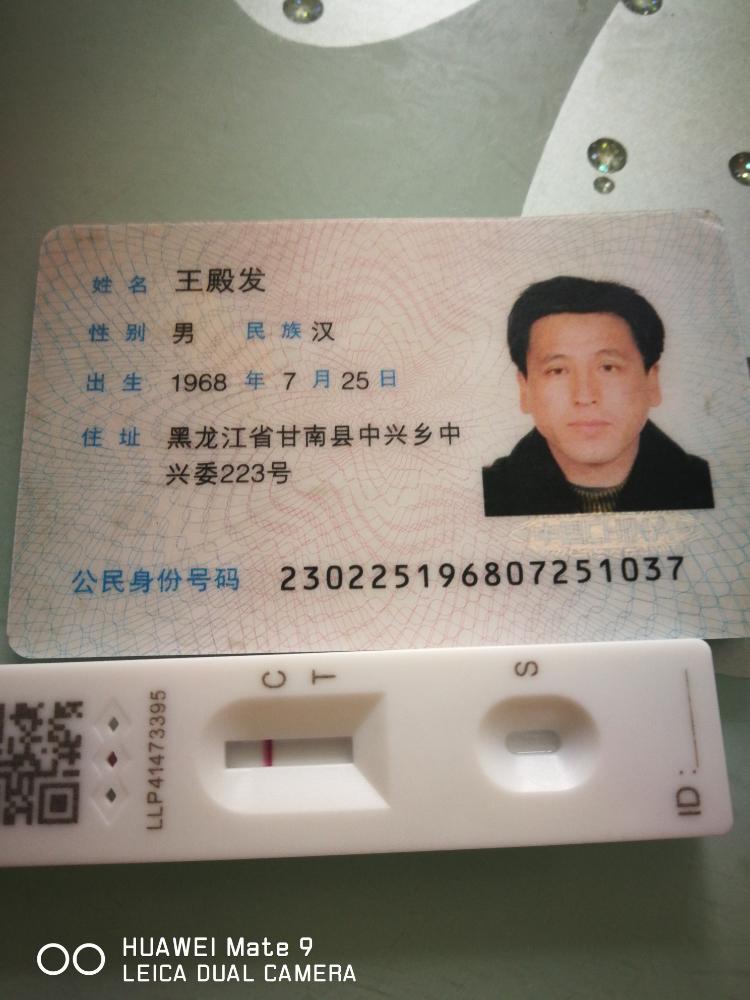 姓名 王殿发
性别 男 民族 汉
出生 1968 年 7 月 25 日
住址 黑龙江省甘南县中兴乡中
兴委223号
公民身份号码 230225196807251037
C T S
LLP41473395
ID:
HUAWEI Mate 9
LEICA DUAL CAMERA